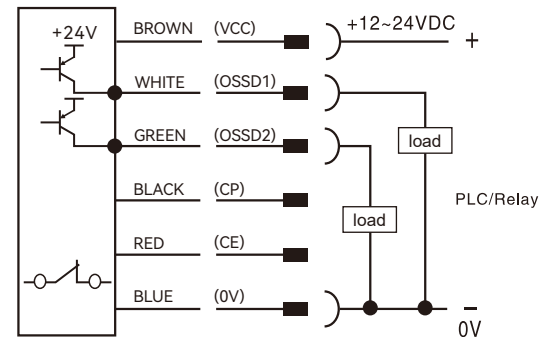 +24V
BROWN (VCC) +12~24VDC +
WHITE (OSSD1)
GREEN (OSSD2) load
BLACK (CP) PLC/Relay
load
RED (CE)
BLUE (0V) −
0V